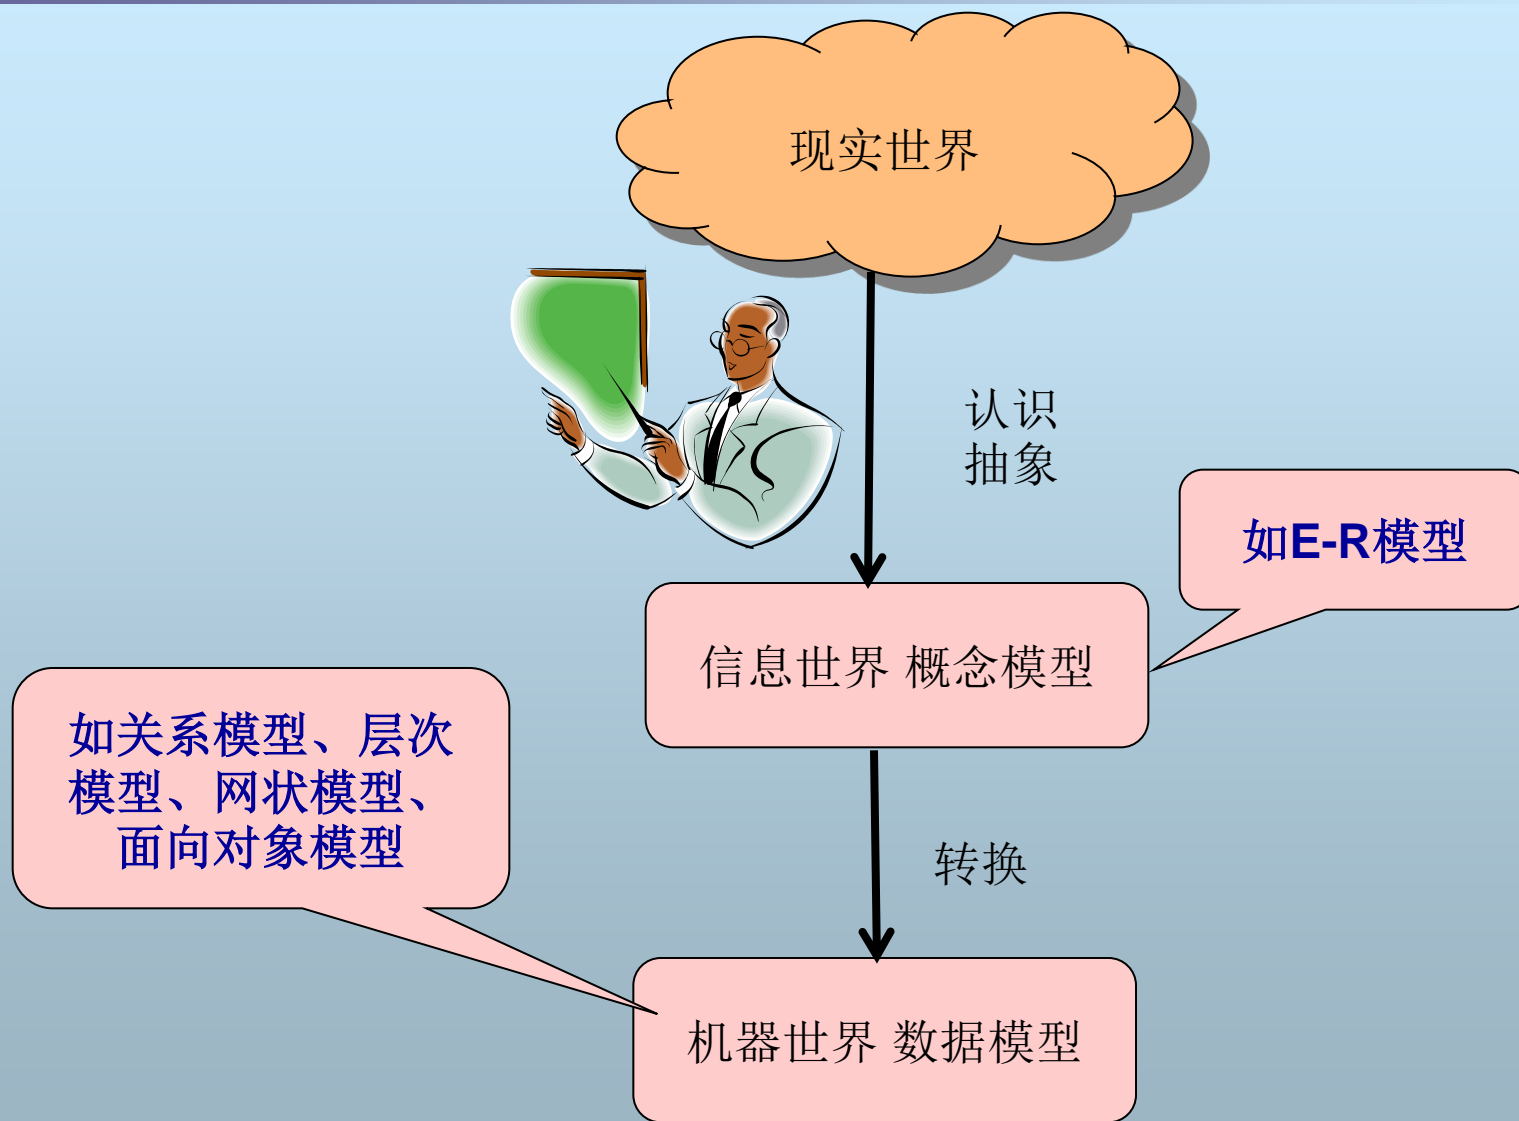 现实世界
认识
抽象
如E-R模型
信息世界 概念模型
如关系模型、层次
模型、网状模型、
面向对象模型
转换
机器世界 数据模型